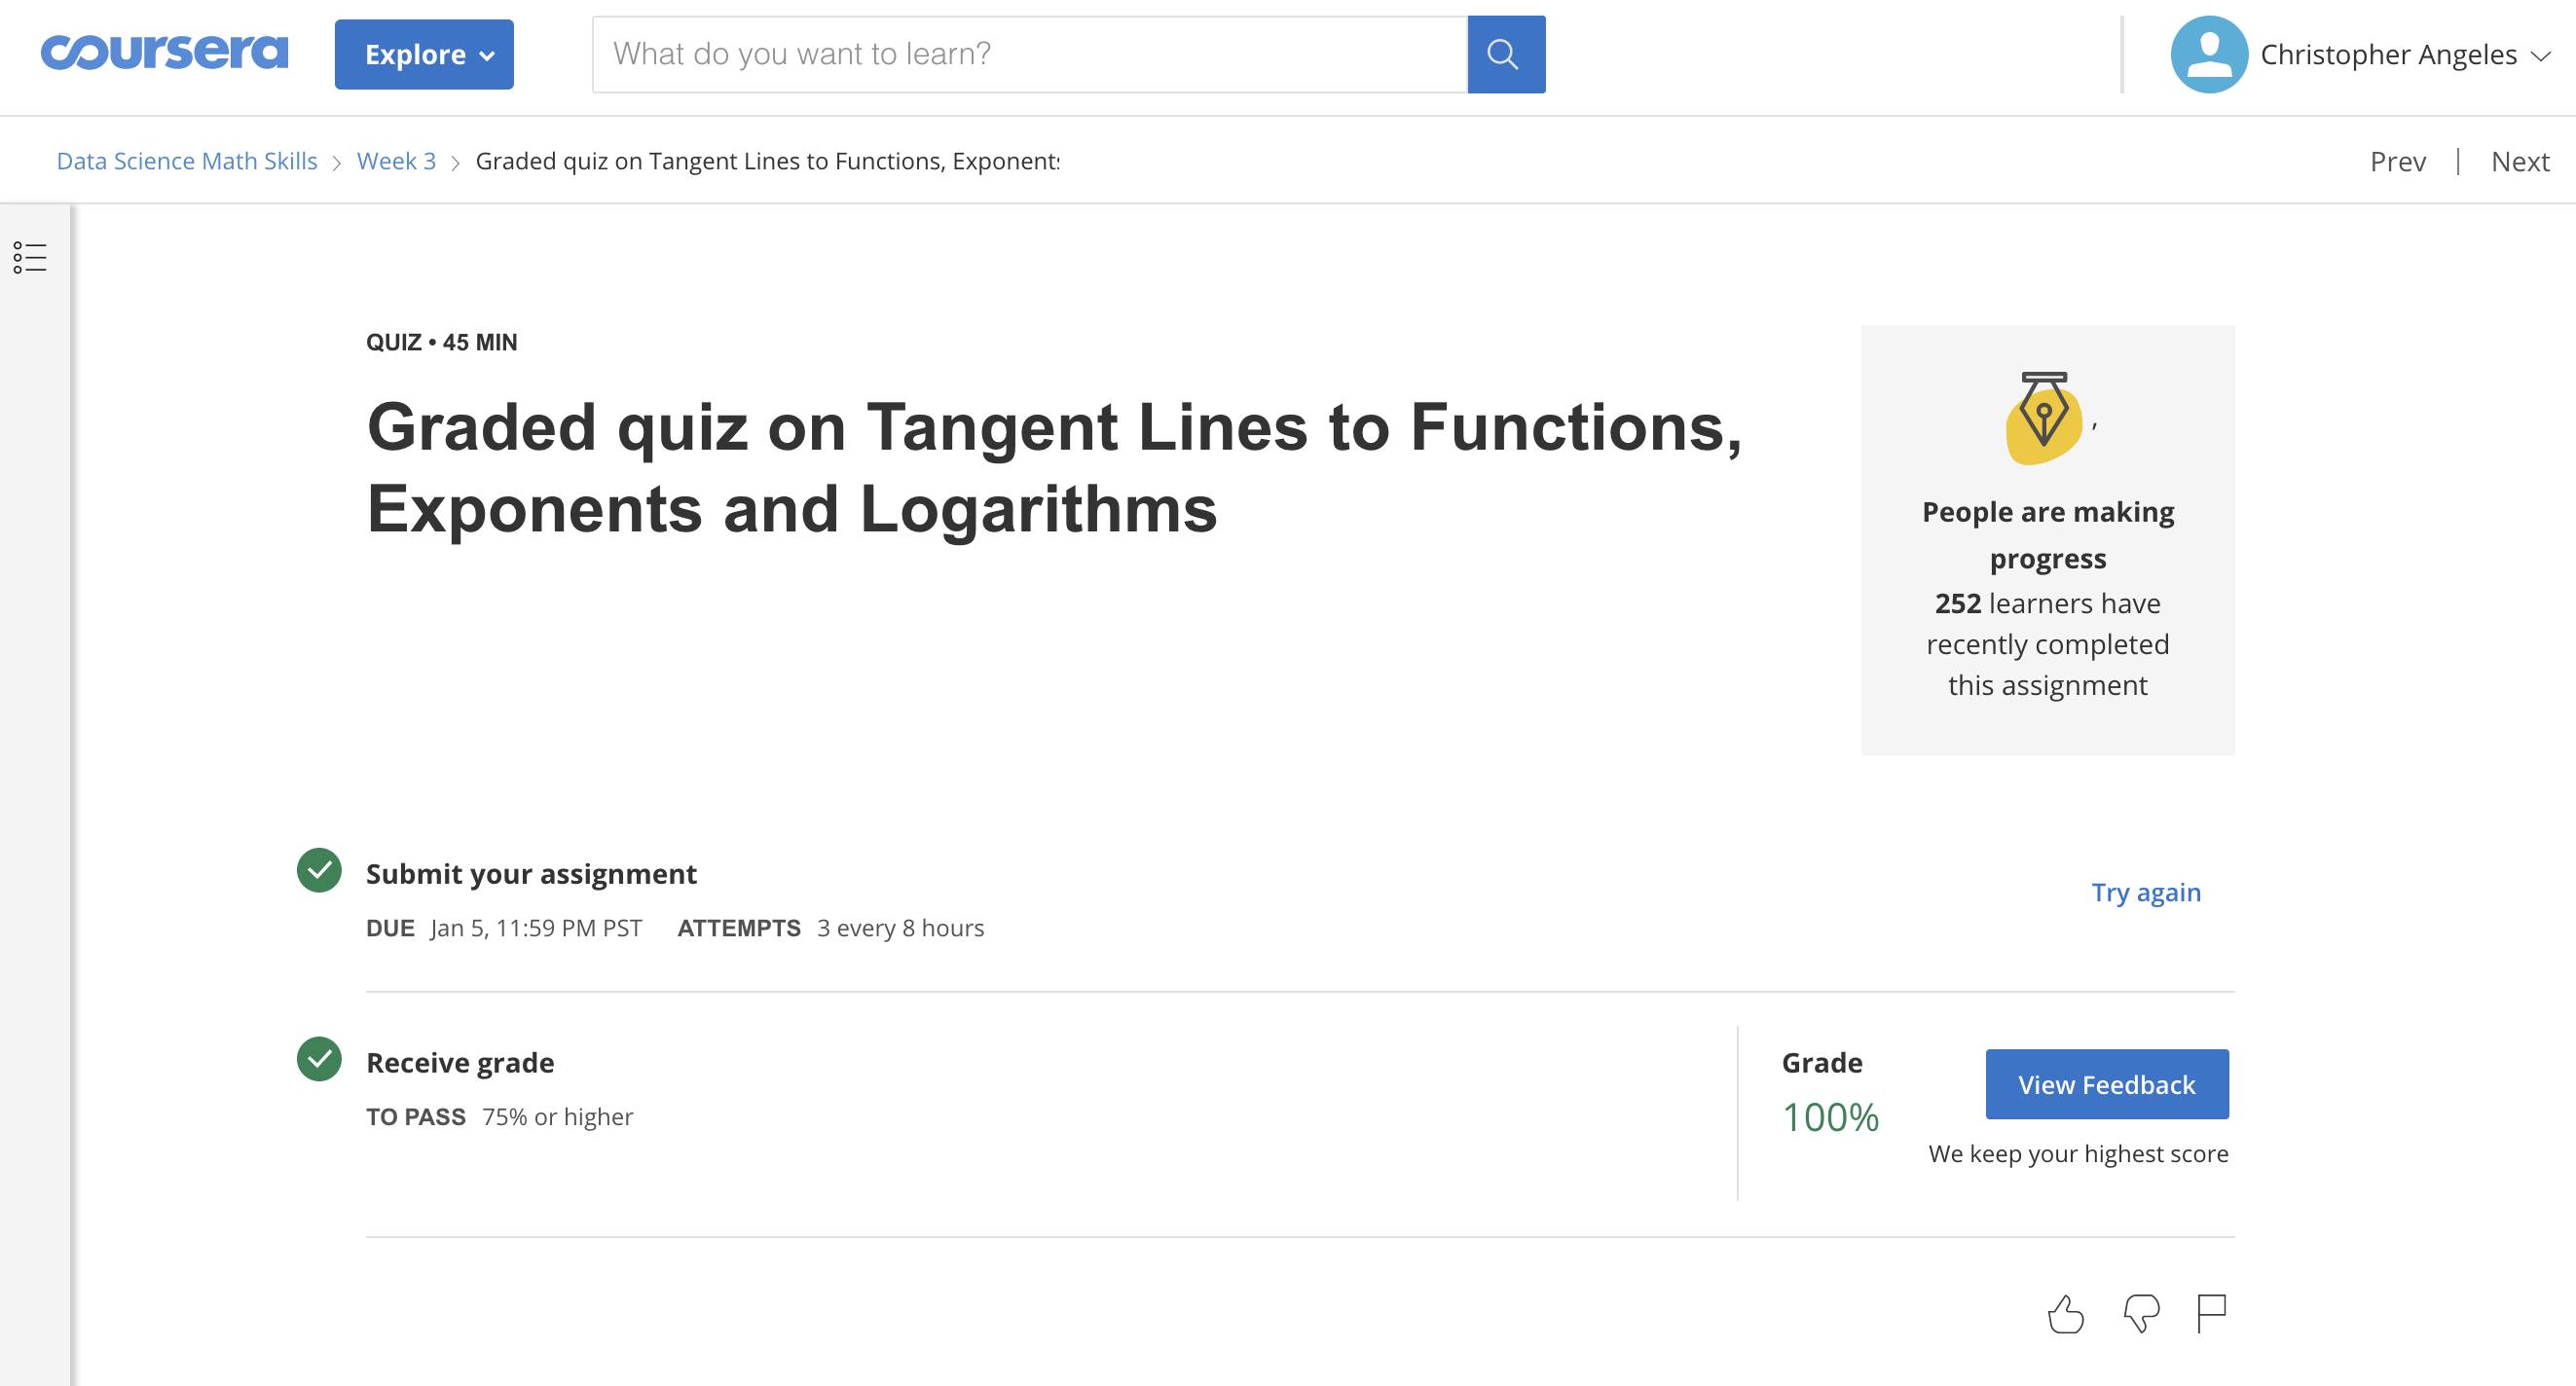 coursera
Explore
What do you want to learn?
Christopher Angeles
Data Science Math Skills > Week 3 > Graded quiz on Tangent Lines to Functions, Exponents
Prev | Next
QUIZ • 45 MIN
Graded quiz on Tangent Lines to Functions,
Exponents and Logarithms
,
People are making
progress
252 learners have
recently completed
this assignment
Submit your assignment
Try again
DUE Jan 5, 11:59 PM PST ATTEMPTS 3 every 8 hours
Receive grade
TO PASS 75% or higher
Grade
100%
View Feedback
We keep your highest score